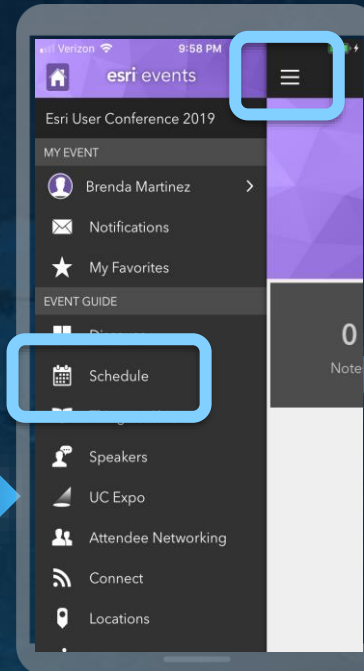 Verizon 9:58 PM
esri events
Esri User Conference 2019
MY EVENT
Brenda Martinez
Notifications
My Favorites
EVENT GUIDE
0
Schedule
Note
Speakers
UC Expo
Attendee Networking
Connect
Locations